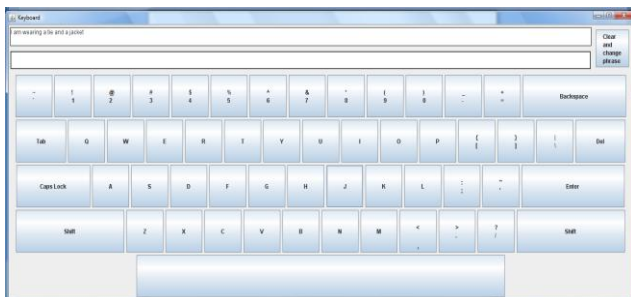 Keyboard
I am wearing a tie and a jacket
Clear
and
change
phrase
~ ! @ # $ % ^ & * ( ) _ +
` 1 2 3 4 5 6 7 8 9 0 - = Backspace
Tab Q W E R T Y U I O P { } | Del
[ ] \
Caps Lock A S D F G H J K L : " Enter
;
Shift Z X C V B N M < > ? Shift
, . /